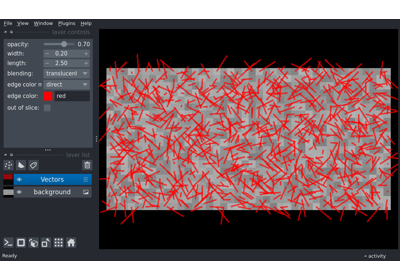 File View Window Plugins Help
layer controls
opacity: 0.70
width: 0.20
length: 2.50
blending: translucent
edge color m direct
edge color: red
out of slice:
layer list
Vectors
background
Ready activity